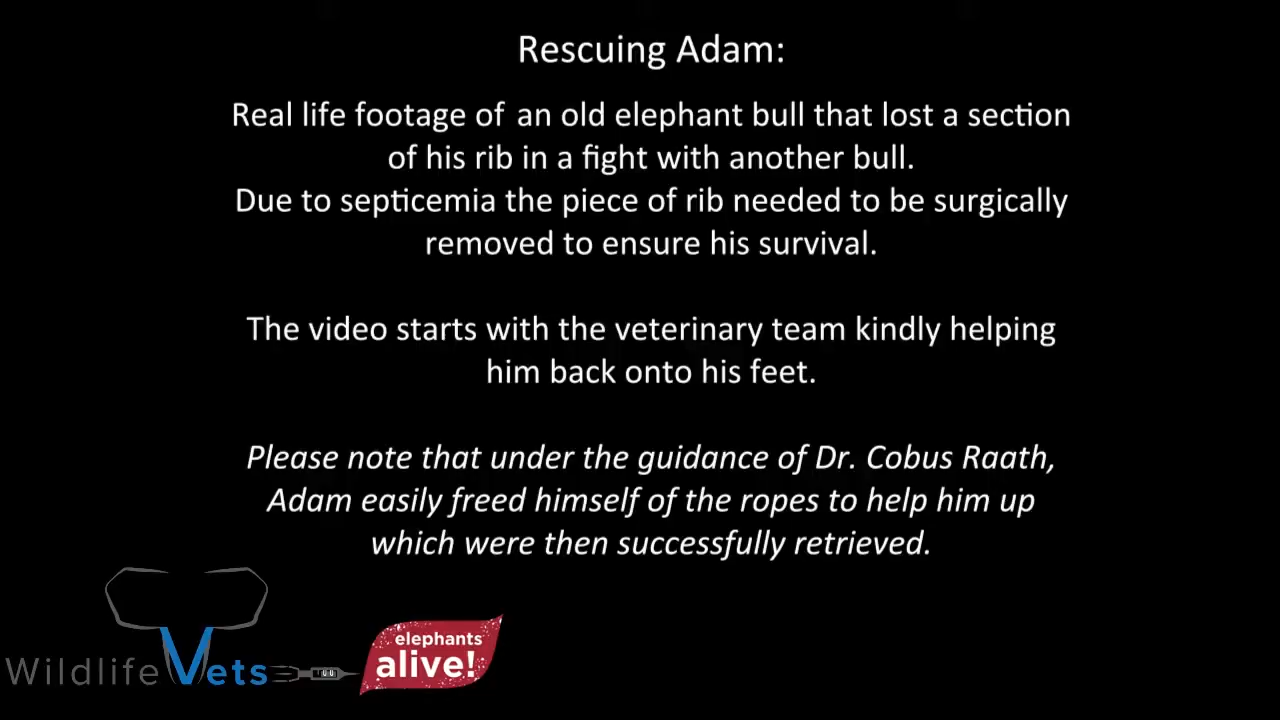 Rescuing Adam:
Real life footage of an old elephant bull that lost a section
of his rib in a fight with another bull.
Due to septicemia the piece of rib needed to be surgically
removed to ensure his survival.
The video starts with the veterinary team kindly helping
him back onto his feet.
Please note that under the guidance of Dr. Cobus Raath,
Adam easily freed himself of the ropes to help him up
which were then successfully retrieved.
Wildlife Vets
elephants
alive!